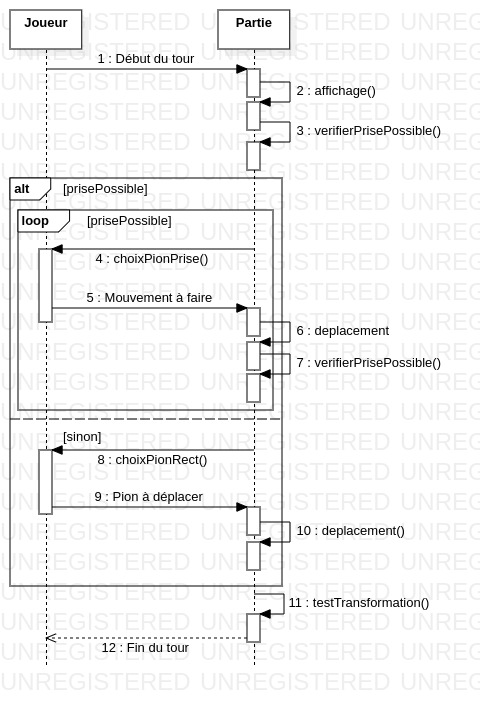 Joueur
Partie
1 : Début du tour
2 : affichage()
3 : verifierPrisePossible()
alt
[prisePossible]
loop
[prisePossible]
4 : choixPionPrise()
5 : Mouvement à faire
6 : deplacement
7 : verifierPrisePossible()
[sinon]
8 : choixPionRect()
9 : Pion à déplacer
10 : deplacement()
11 : testTransformation()
12 : Fin du tour
UNREGISTERED